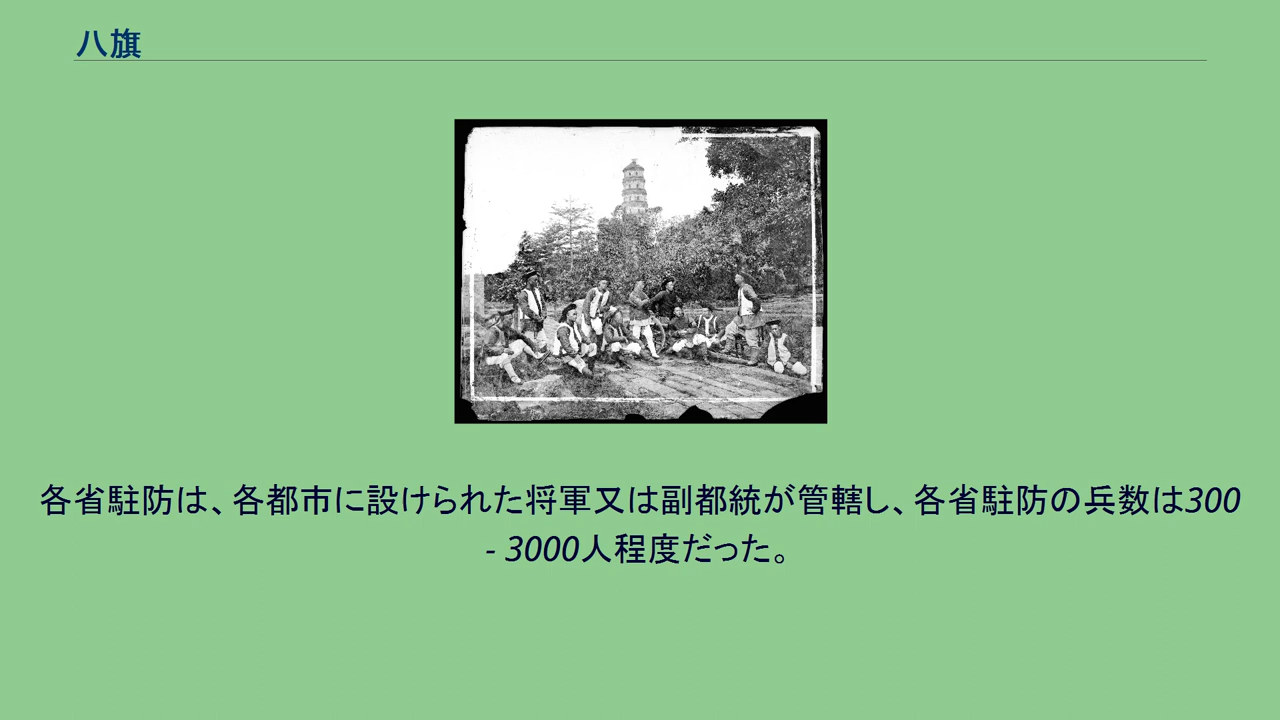 八旗
各省駐防は、各都市に設けられた将軍又は副都統が管轄し、各省駐防の兵数は300
- 3000人程度だった。